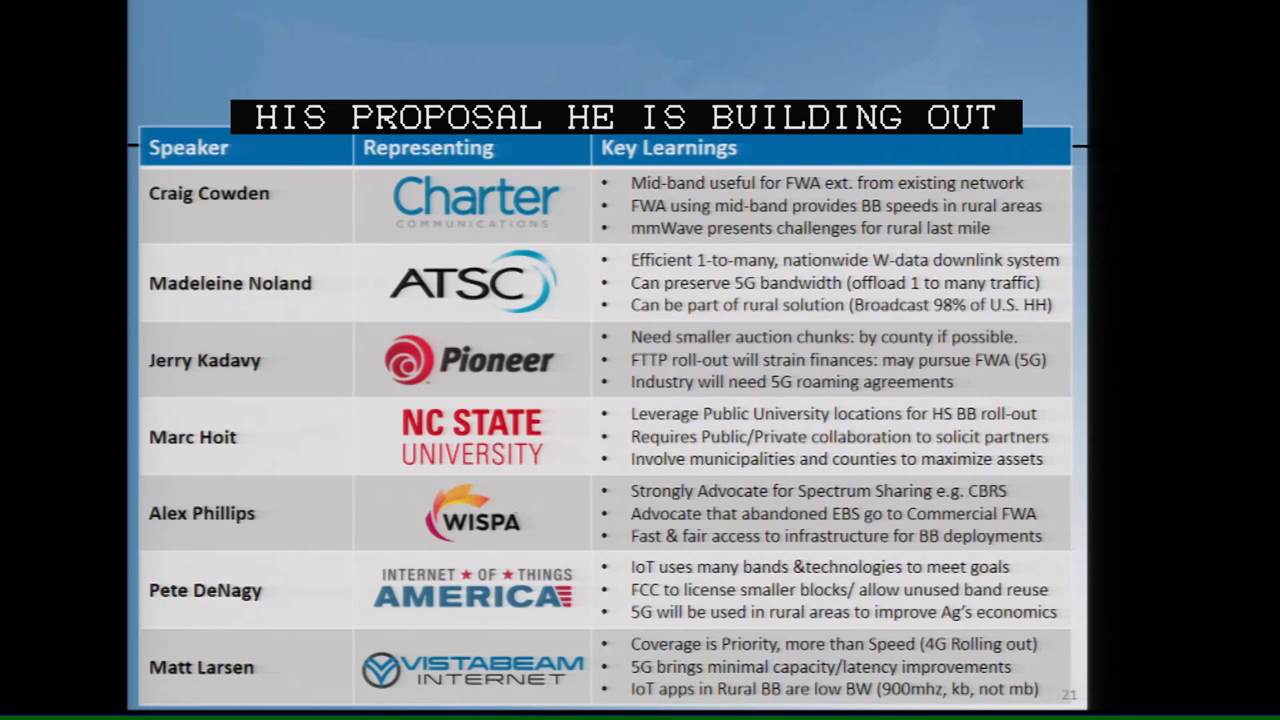 HIS PROPOSAL HE IS BUILDING OUT
Speaker Representing Key Learnings
Craig Cowden
Charter
COMMUNICATIONS
• Mid-band useful for FWA ext. from existing network
• FWA using mid-band provides BB speeds in rural areas
• mmWave presents challenges for rural last mile
Madeleine Noland
ATSC
• Efficient 1-to-many, nationwide W-data downlink system
• Can preserve 5G bandwidth (offload 1 to many traffic)
• Can be part of rural solution (Broadcast 98% of U.S. HH)
Jerry Kadavy
Pioneer
• Need smaller auction chunks: by county if possible.
• FTTP roll-out will strain finances: may pursue FWA (5G)
• Industry will need 5G roaming agreements
Marc Hoit
NC STATE
UNIVERSITY
• Leverage Public University locations for HS BB roll-out
• Requires Public/Private collaboration to solicit partners
• Involve municipalities and counties to maximize assets
Alex Phillips
WISPA
• Strongly Advocate for Spectrum Sharing e.g. CBRS
• Advocate that abandoned EBS go to Commercial FWA
• Fast & fair access to infrastructure for BB deployments
Pete DeNagy
INTERNET ★ OF ★ THINGS
AMERICA
• IoT uses many bands &technologies to meet goals
• FCC to license smaller blocks/ allow unused band reuse
• 5G will be used in rural areas to improve Ag's economics
Matt Larsen
VISTABEAM
INTERNET
• Coverage is Priority, more than Speed (4G Rolling out)
• 5G brings minimal capacity/latency improvements
• IoT apps in Rural BB are low BW (900mhz, kb, not mb)
21